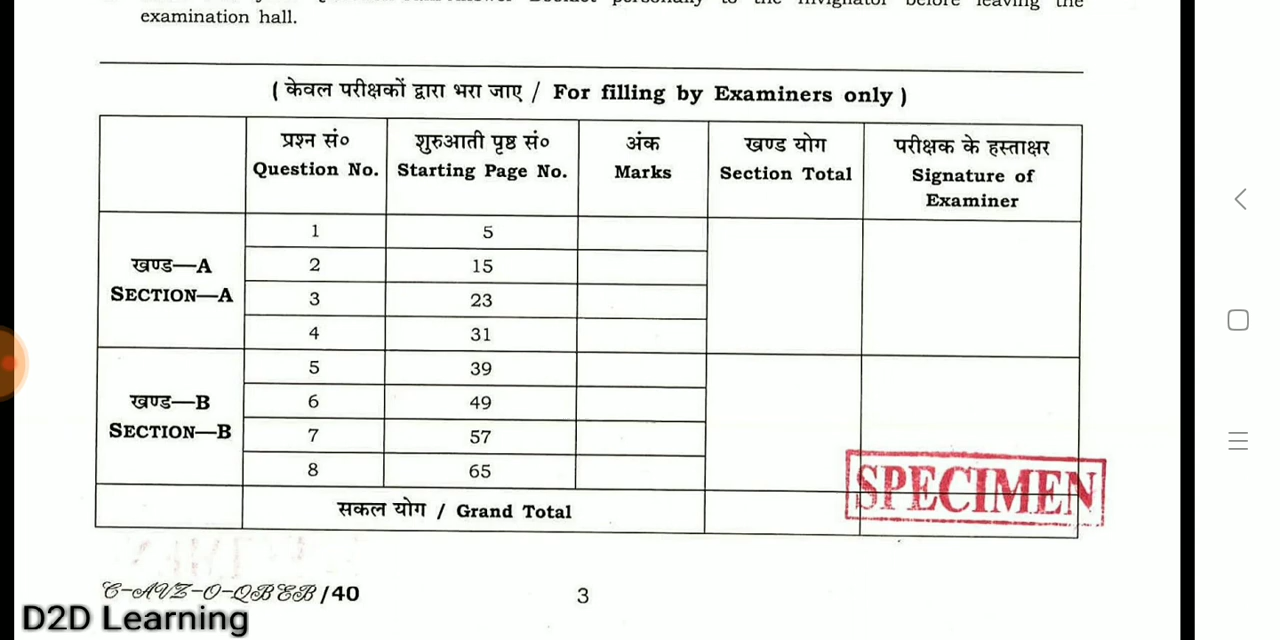 examination hall.
( केवल परीक्षकों द्वारा भरा जाए / For filling by Examiners only )
प्रश्न सं० शुरुआती पृष्ठ सं० अंक खण्ड योग परीक्षक के हस्ताक्षर
Question No. Starting Page No. Marks Section Total Signature of
Examiner
1 5
खण्ड—A 2 15
SECTION—A 3 23
4 31
5 39
खण्ड—B 6 49
SECTION—B 7 57
8 65
SPECIMEN
सकल योग / Grand Total
C-AVZ-O-QBEB/40 3
D2D Learning